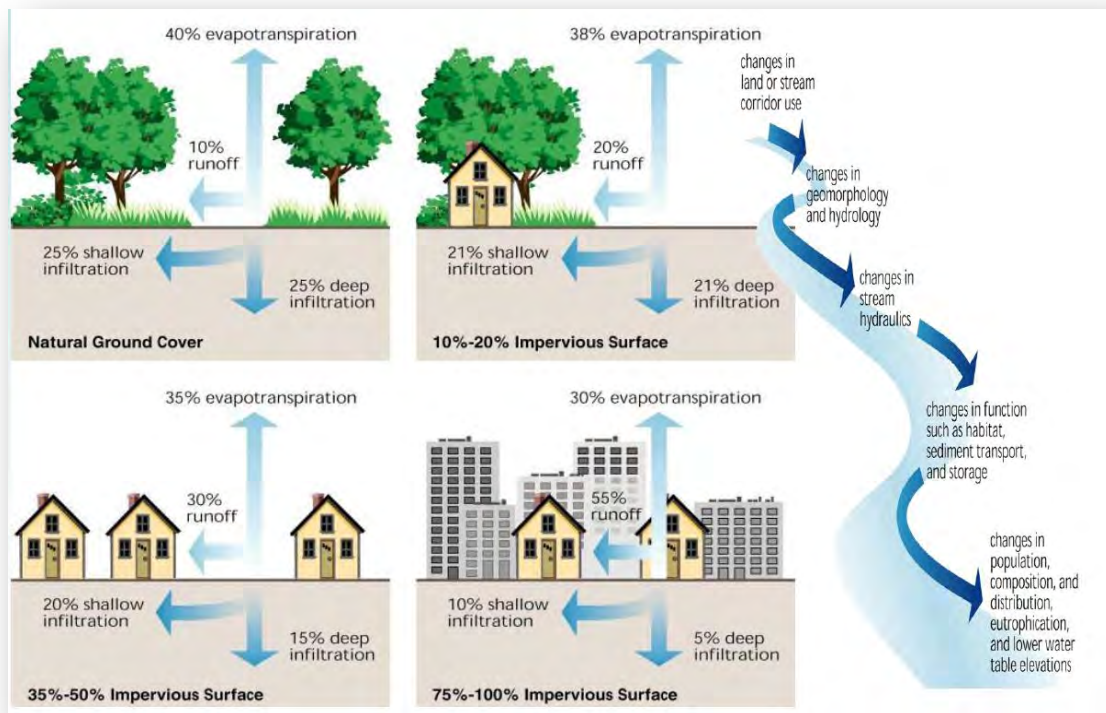 40% evapotranspiration
10%
runoff
25% shallow
infiltration
25% deep
infiltration
Natural Ground Cover
38% evapotranspiration
20%
runoff
21% shallow
infiltration
21% deep
infiltration
10%-20% Impervious Surface
35% evapotranspiration
30%
runoff
20% shallow
infiltration
15% deep
infiltration
35%-50% Impervious Surface
30% evapotranspiration
55%
runoff
10% shallow
infiltration
5% deep
infiltration
75%-100% Impervious Surface
changes in
land or stream
corridor use
changes in
geomorphology
and hydrology
changes in
stream
hydraulics
changes in function
such as habitat,
sediment transport,
and storage
changes in
population,
composition, and
distribution,
eutrophication,
and lower water
table elevations